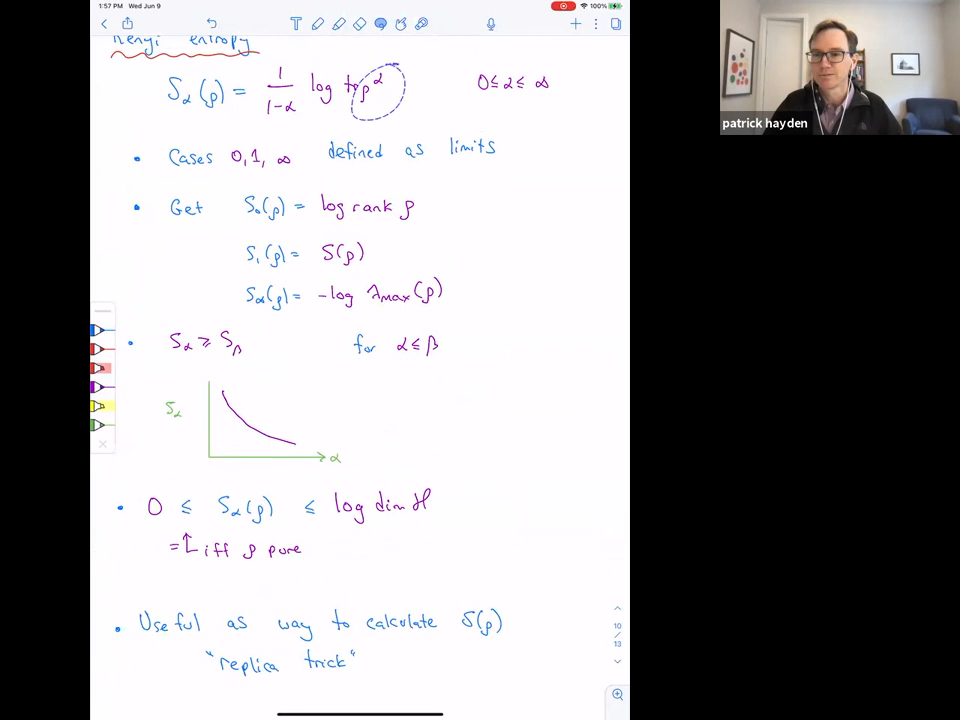 1:57 PM Wed Jun 9
100%
Renyi entropy
S_α(ρ) = 1/(1-α) log tr ρ^α 0 ≤ α ≤ ∞
• Cases 0, 1, ∞ defined as limits
• Get S_0(ρ) = log rank ρ
S_1(ρ) = S(ρ)
S_∞(ρ) = -log λ_max(ρ)
• S_α ≥ S_β for α ≤ β
S_α
α
• 0 ≤ S_α(ρ) ≤ log dim H
= iff ρ pure
• Useful as way to calculate S(ρ)
"replica trick"
10
/
13
patrick hayden